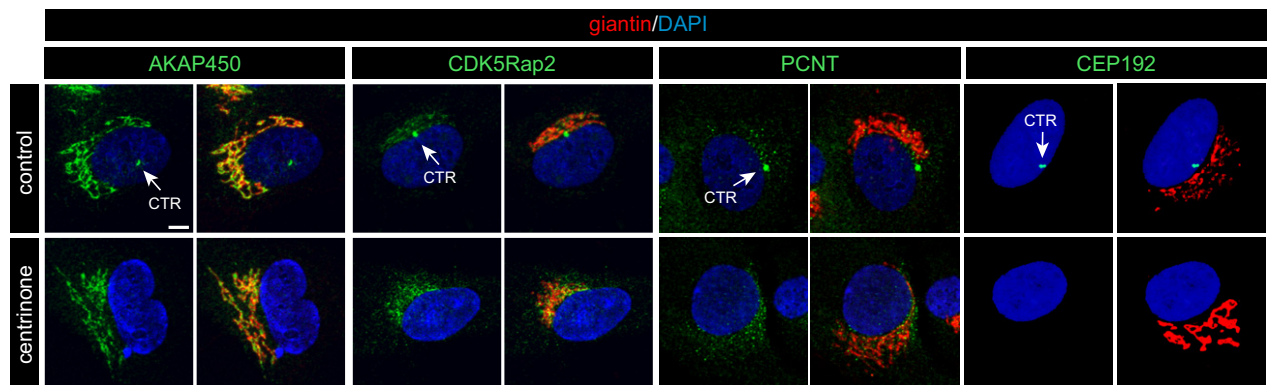 giantin/DAPI
AKAP450
CDK5Rap2
PCNT
CEP192
control
CTR
CTR
CTR
CTR
centrinone